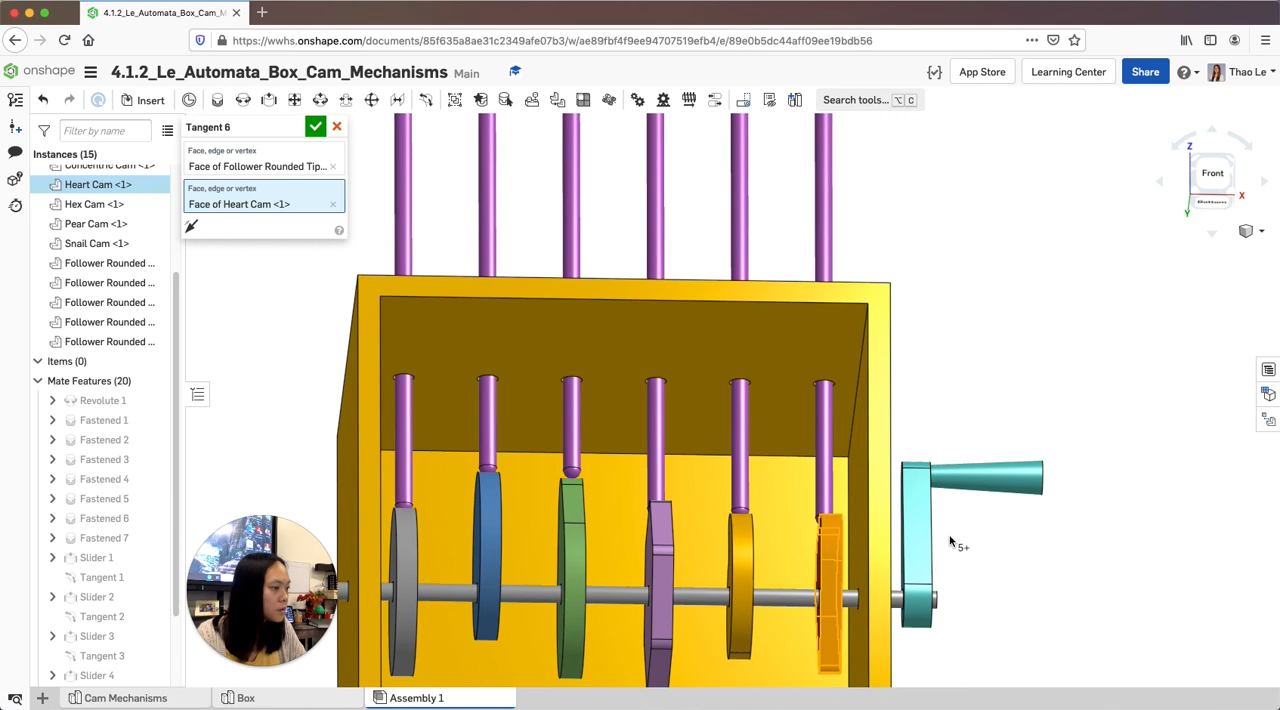 4.1.2_Le_Automata_Box_Cam_M
https://wwhs.onshape.com/documents/85f635a8ae31c2349afe07b3/w/ae89fbf4f9ee94707519efb4/e/89e0b5dc44aff09ee19bdb56
onshape
4.1.2_Le_Automata_Box_Cam_Mechanisms Main
App Store
Learning Center
Share
Thao Le
Insert
Search tools... ⌥ C
Filter by name
Instances (15)
Concentric Cam <1>
Heart Cam <1>
Hex Cam <1>
Pear Cam <1>
Snail Cam <1>
Follower Rounded ...
Follower Rounded ...
Follower Rounded ...
Follower Rounded ...
Follower Rounded ...
Items (0)
Mate Features (20)
Revolute 1
Fastened 1
Fastened 2
Fastened 3
Fastened 4
Fastened 5
Fastened 6
Fastened 7
Slider 1
Tangent 1
Slider 2
Tangent 2
Slider 3
Tangent 3
Slider 4
Tangent 6
Face, edge or vertex
Face of Follower Rounded Tip...
Face, edge or vertex
Face of Heart Cam <1>
Z
Front
X
Bottom
Y
5+
Cam Mechanisms
Box
Assembly 1